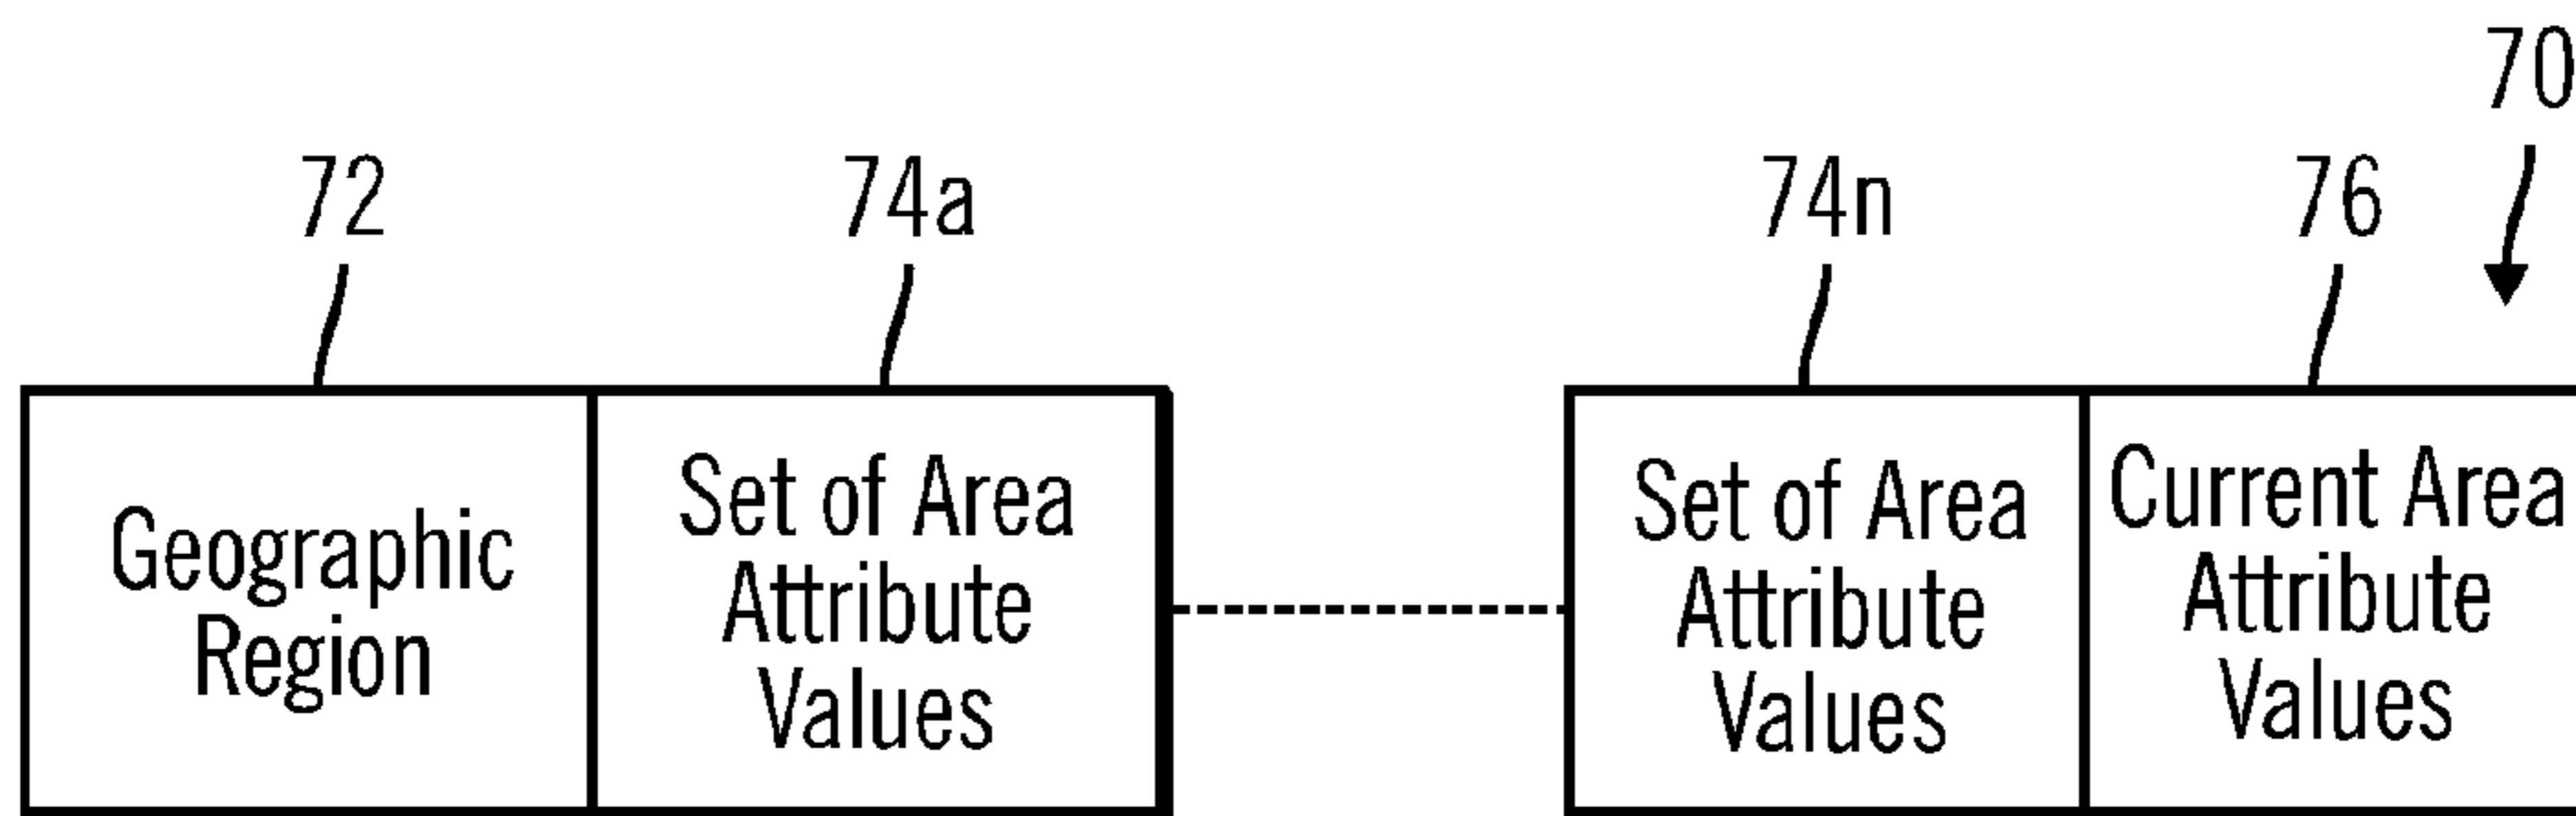 70
72
74a
74n
76
Geographic
Region
Set of Area
Attribute
Values
Set of Area
Attribute
Values
Current Area
Attribute
Values